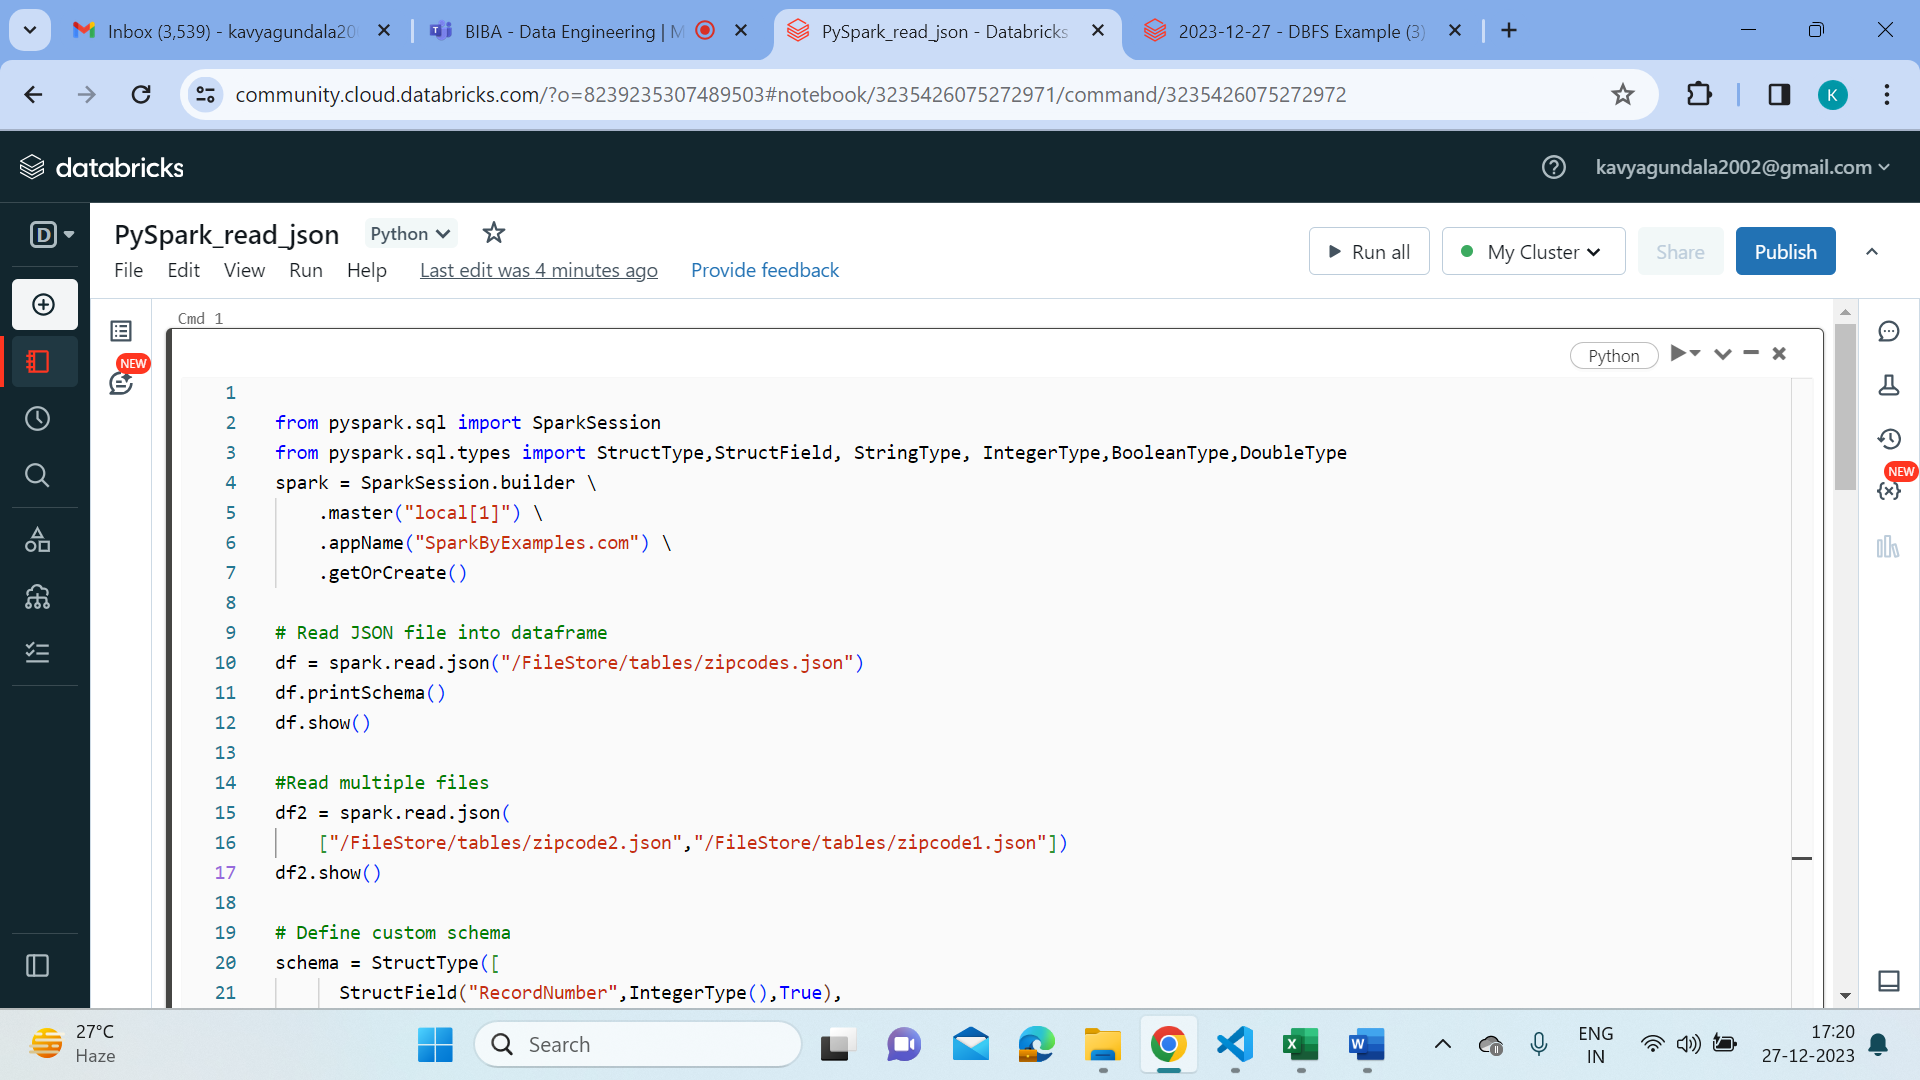 Inbox (3,539) - kavyagundala20
BIBA - Data Engineering | M
PySpark_read_json - Databricks
2023-12-27 - DBFS Example (3)
community.cloud.databricks.com/?o=8239235307489503#notebook/3235426075272971/command/3235426075272972
K
databricks
kavyagundala2002@gmail.com
D
PySpark_read_json
Python
File Edit View Run Help Last edit was 4 minutes ago Provide feedback
Run all
My Cluster
Share
Publish
Cmd 1
NEW
Python
1
2 from pyspark.sql import SparkSession
3 from pyspark.sql.types import StructType,StructField, StringType, IntegerType,BooleanType,DoubleType
4 spark = SparkSession.builder \
5 .master("local[1]") \
6 .appName("SparkByExamples.com") \
7 .getOrCreate()
8
9 # Read JSON file into dataframe
10 df = spark.read.json("/FileStore/tables/zipcodes.json")
11 df.printSchema()
12 df.show()
13
14 #Read multiple files
15 df2 = spark.read.json(
16 ["/FileStore/tables/zipcode2.json","/FileStore/tables/zipcode1.json"])
17 df2.show()
18
19 # Define custom schema
20 schema = StructType([
21 StructField("RecordNumber",IntegerType(),True),
NEW
27°C
Haze
Search
ENG
IN
17:20
27-12-2023